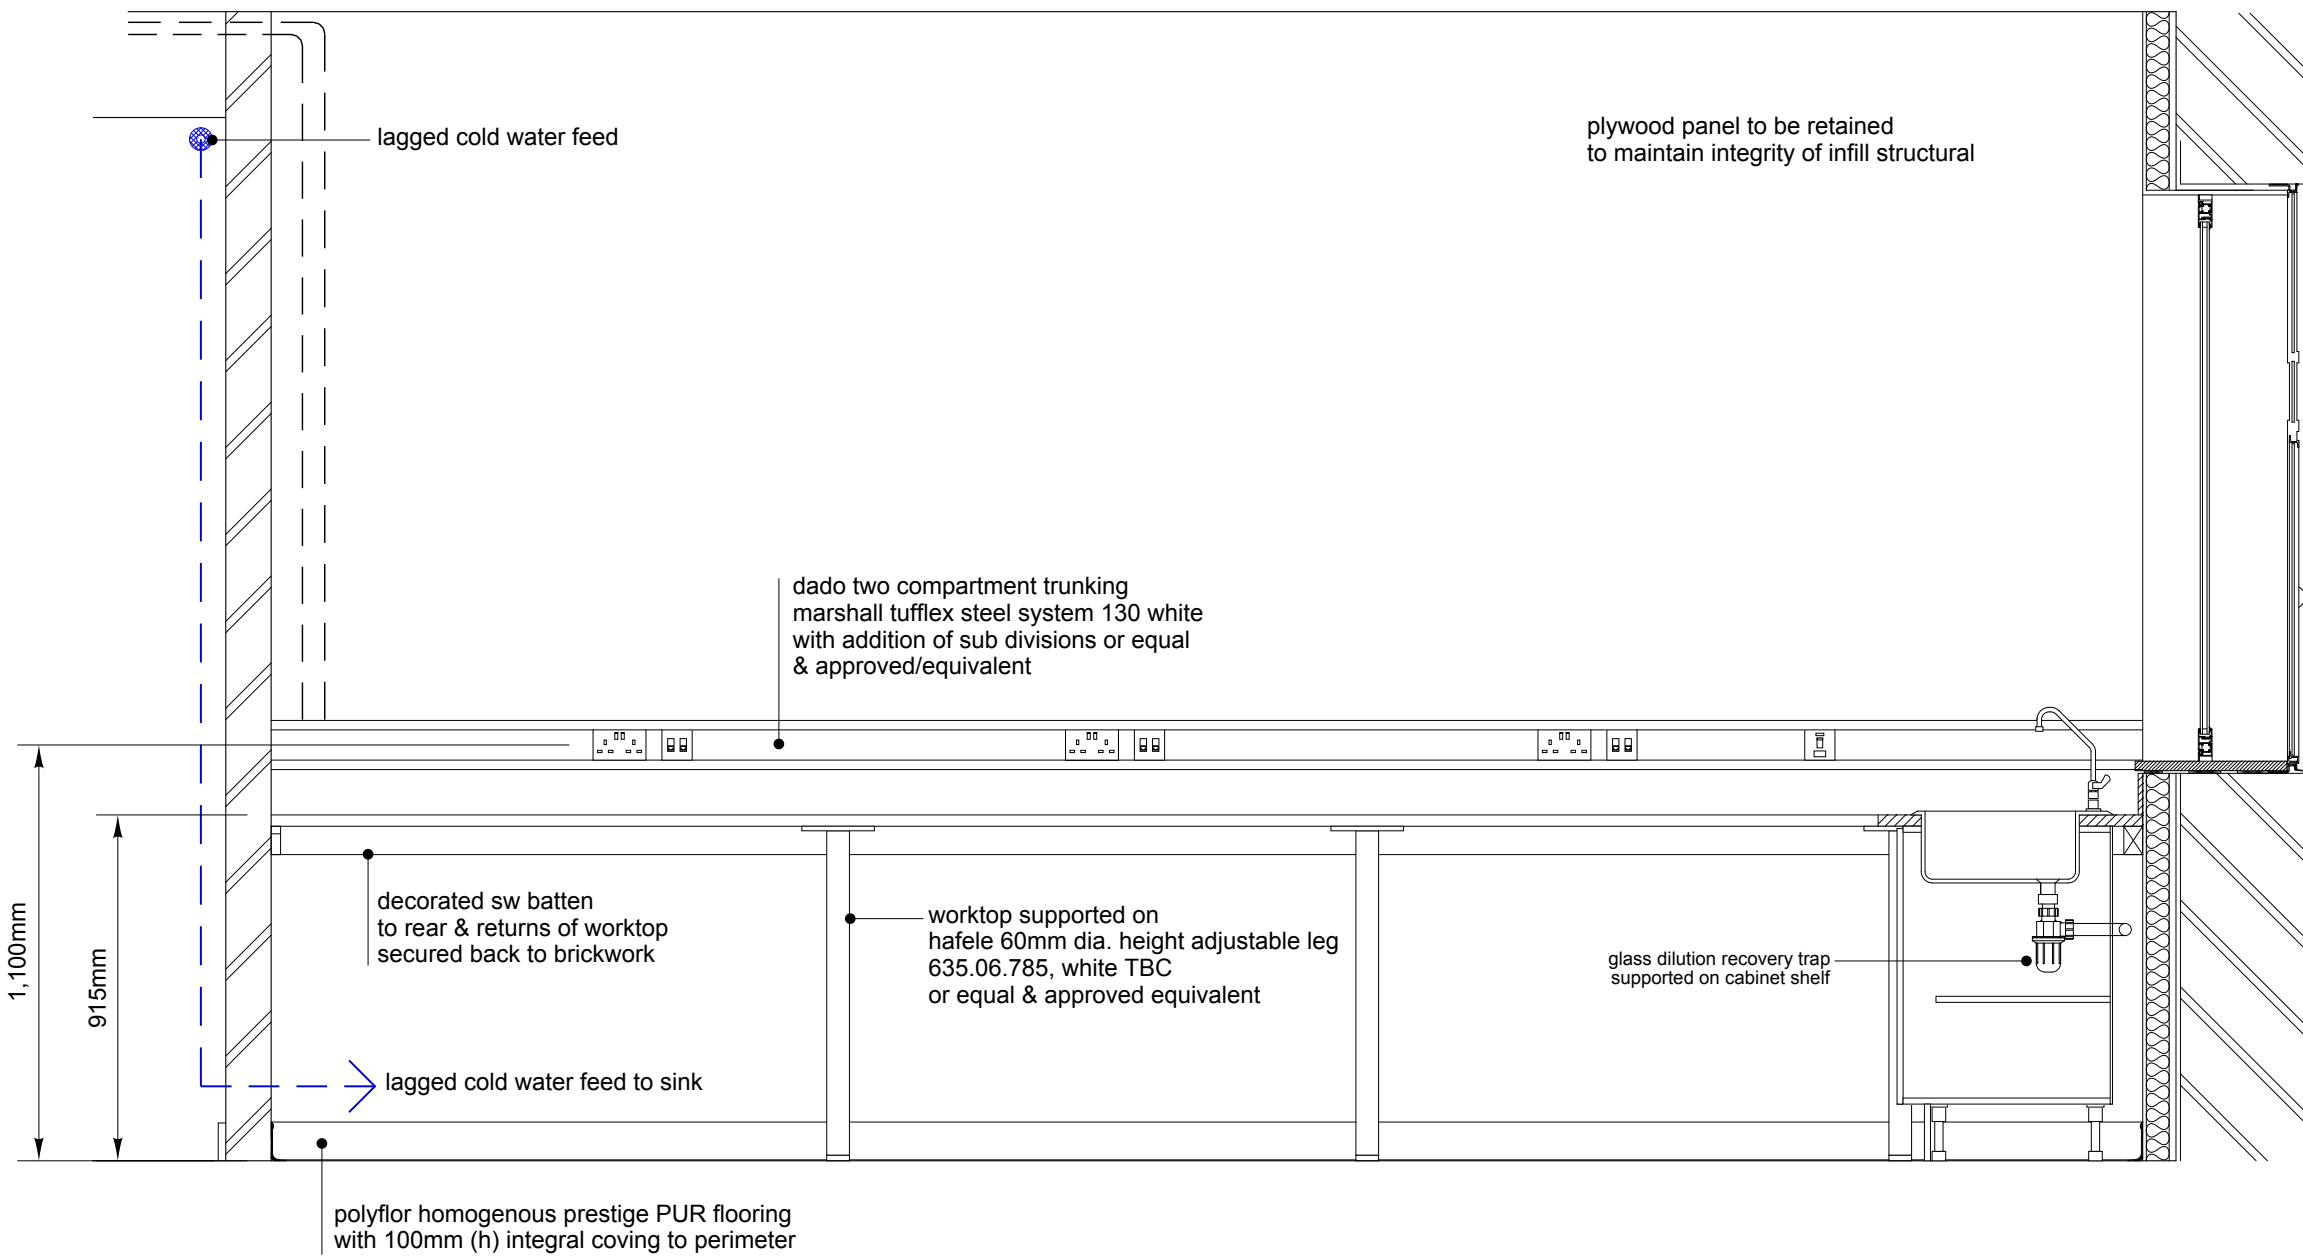 lagged cold water feed
plywood panel to be retained
to maintain integrity of infill structural
dado two compartment trunking
marshall tufflex steel system 130 white
with addition of sub divisions or equal
& approved/equivalent
1,100mm
915mm
decorated sw batten
to rear & returns of worktop
secured back to brickwork
worktop supported on
hafele 60mm dia. height adjustable leg
635.06.785, white TBC
or equal & approved equivalent
glass dilution recovery trap
supported on cabinet shelf
lagged cold water feed to sink
polyflor homogenous prestige PUR flooring
with 100mm (h) integral coving to perimeter